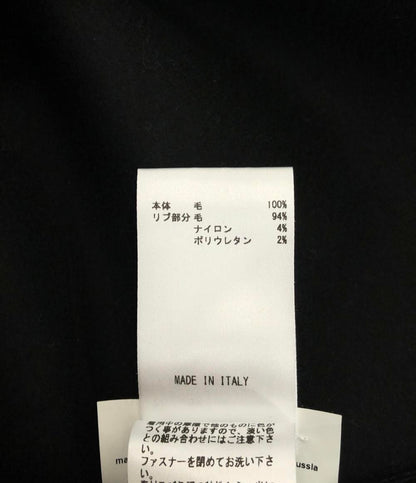 本体 毛 100%
リブ部分 毛 94%
ナイロン 4%
ポリウレタン 2%
MADE IN ITALY
つく事がありますので、淡い色
との組み合わせにはご注意下さ
い。
ファスナーを閉めてお洗い下さ
い。
ma
ussia